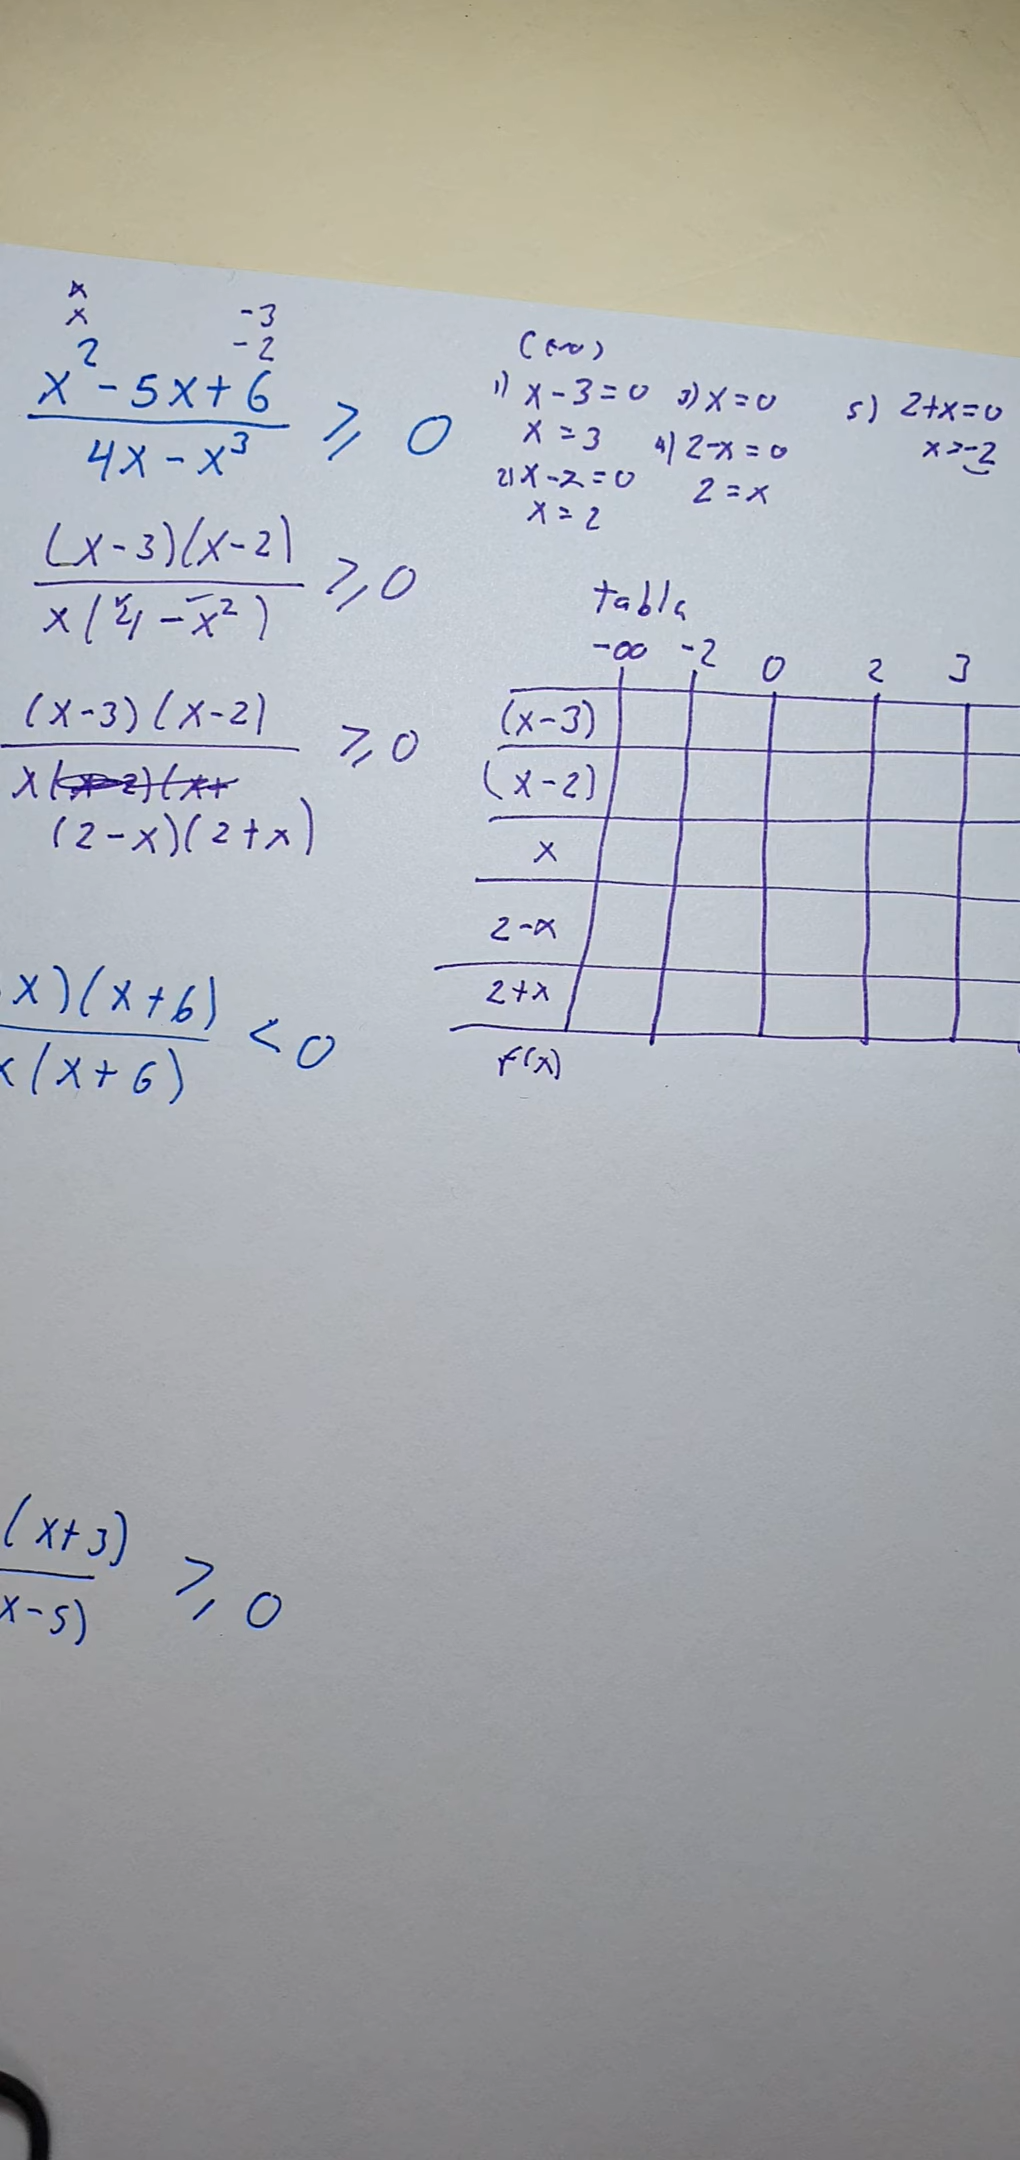 x
x -3
-2
x² - 5x + 6
4x - x³
≥ 0
(x-3)(x-2)
x(4 - x²)
≥ 0
(x-3)(x-2)
x
(2-x)(2+x)
≥ 0
x)(x+6)
x(x+6)
< 0
(x+3)
x-5)
≥ 0
1) x-3=0
x=3
2) x-2=0
x=2
3) x=0
4) 2-x=0
2=x
5) 2+x=0
x=-2
tabla
-∞ -2 0 2 3
(x-3)
(x-2)
x
2-x
2+x
f(x)